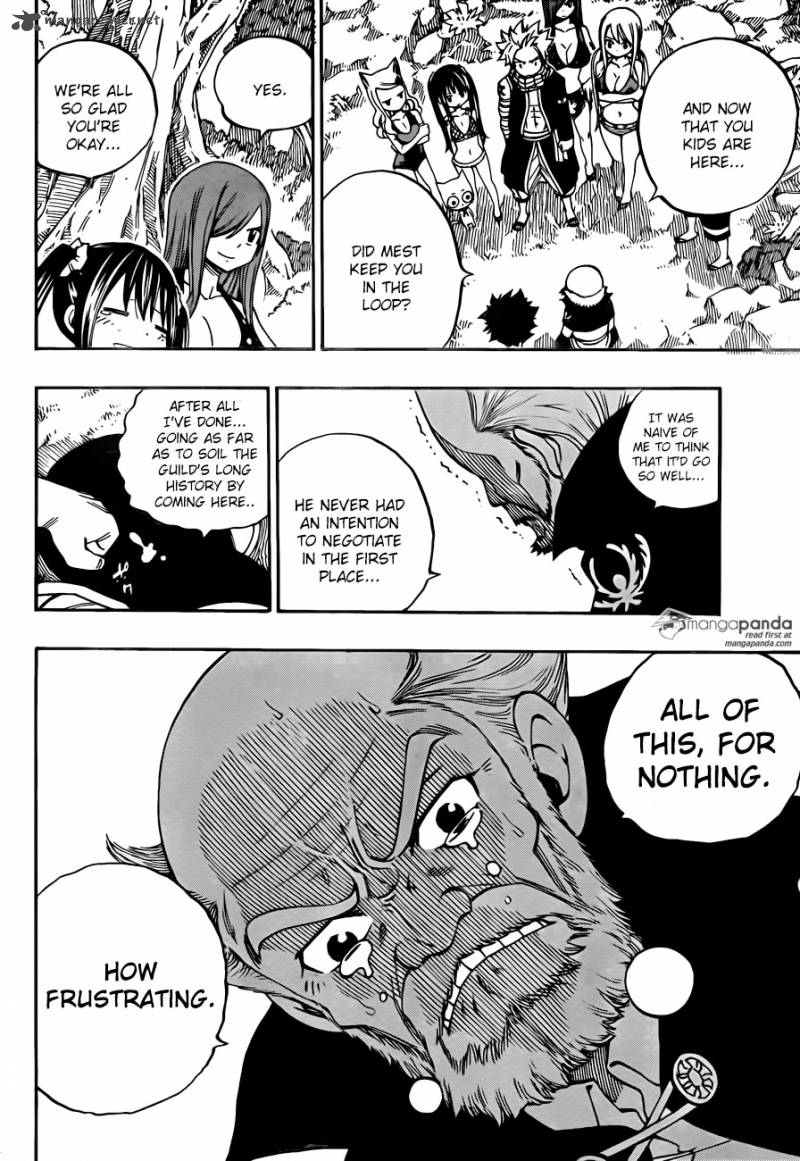 AND NOW
THAT YOU
KIDS ARE
HERE...
DID MEST
KEEP YOU
IN THE
LOOP?
YES.
WE'RE ALL
SO GLAD
YOU'RE
OKAY...
IT WAS
NAIVE OF
ME TO THINK
THAT IT'D GO
SO WELL...
HE NEVER HAD
AN INTENTION
TO NEGOTIATE
IN THE FIRST
PLACE...
AFTER ALL
I'VE DONE...
GOING AS FAR
AS TO SOIL THE
GUILD'S LONG
HISTORY BY
COMING HERE..
mangapanda
read first at
mangapanda.com
ALL OF
THIS, FOR
NOTHING.
HOW
FRUSTRATING.